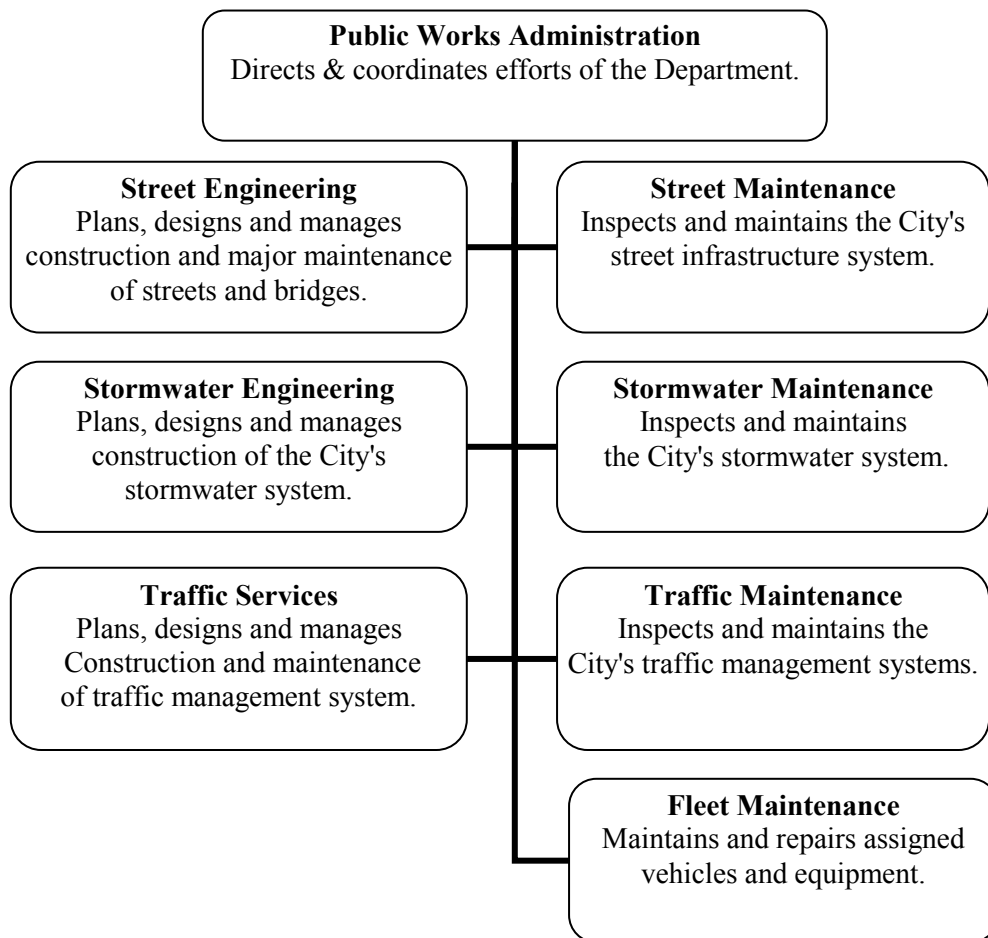 Public Works Administration
Directs & coordinates efforts of the Department.
Street Engineering
Plans, designs and manages
construction and major maintenance
of streets and bridges.
Street Maintenance
Inspects and maintains the City's
street infrastructure system.
Stormwater Engineering
Plans, designs and manages
construction of the City's
stormwater system.
Stormwater Maintenance
Inspects and maintains
the City's stormwater system.
Traffic Services
Plans, designs and manages
Construction and maintenance
of traffic management system.
Traffic Maintenance
Inspects and maintains the
City's traffic management systems.
Fleet Maintenance
Maintains and repairs assigned
vehicles and equipment.